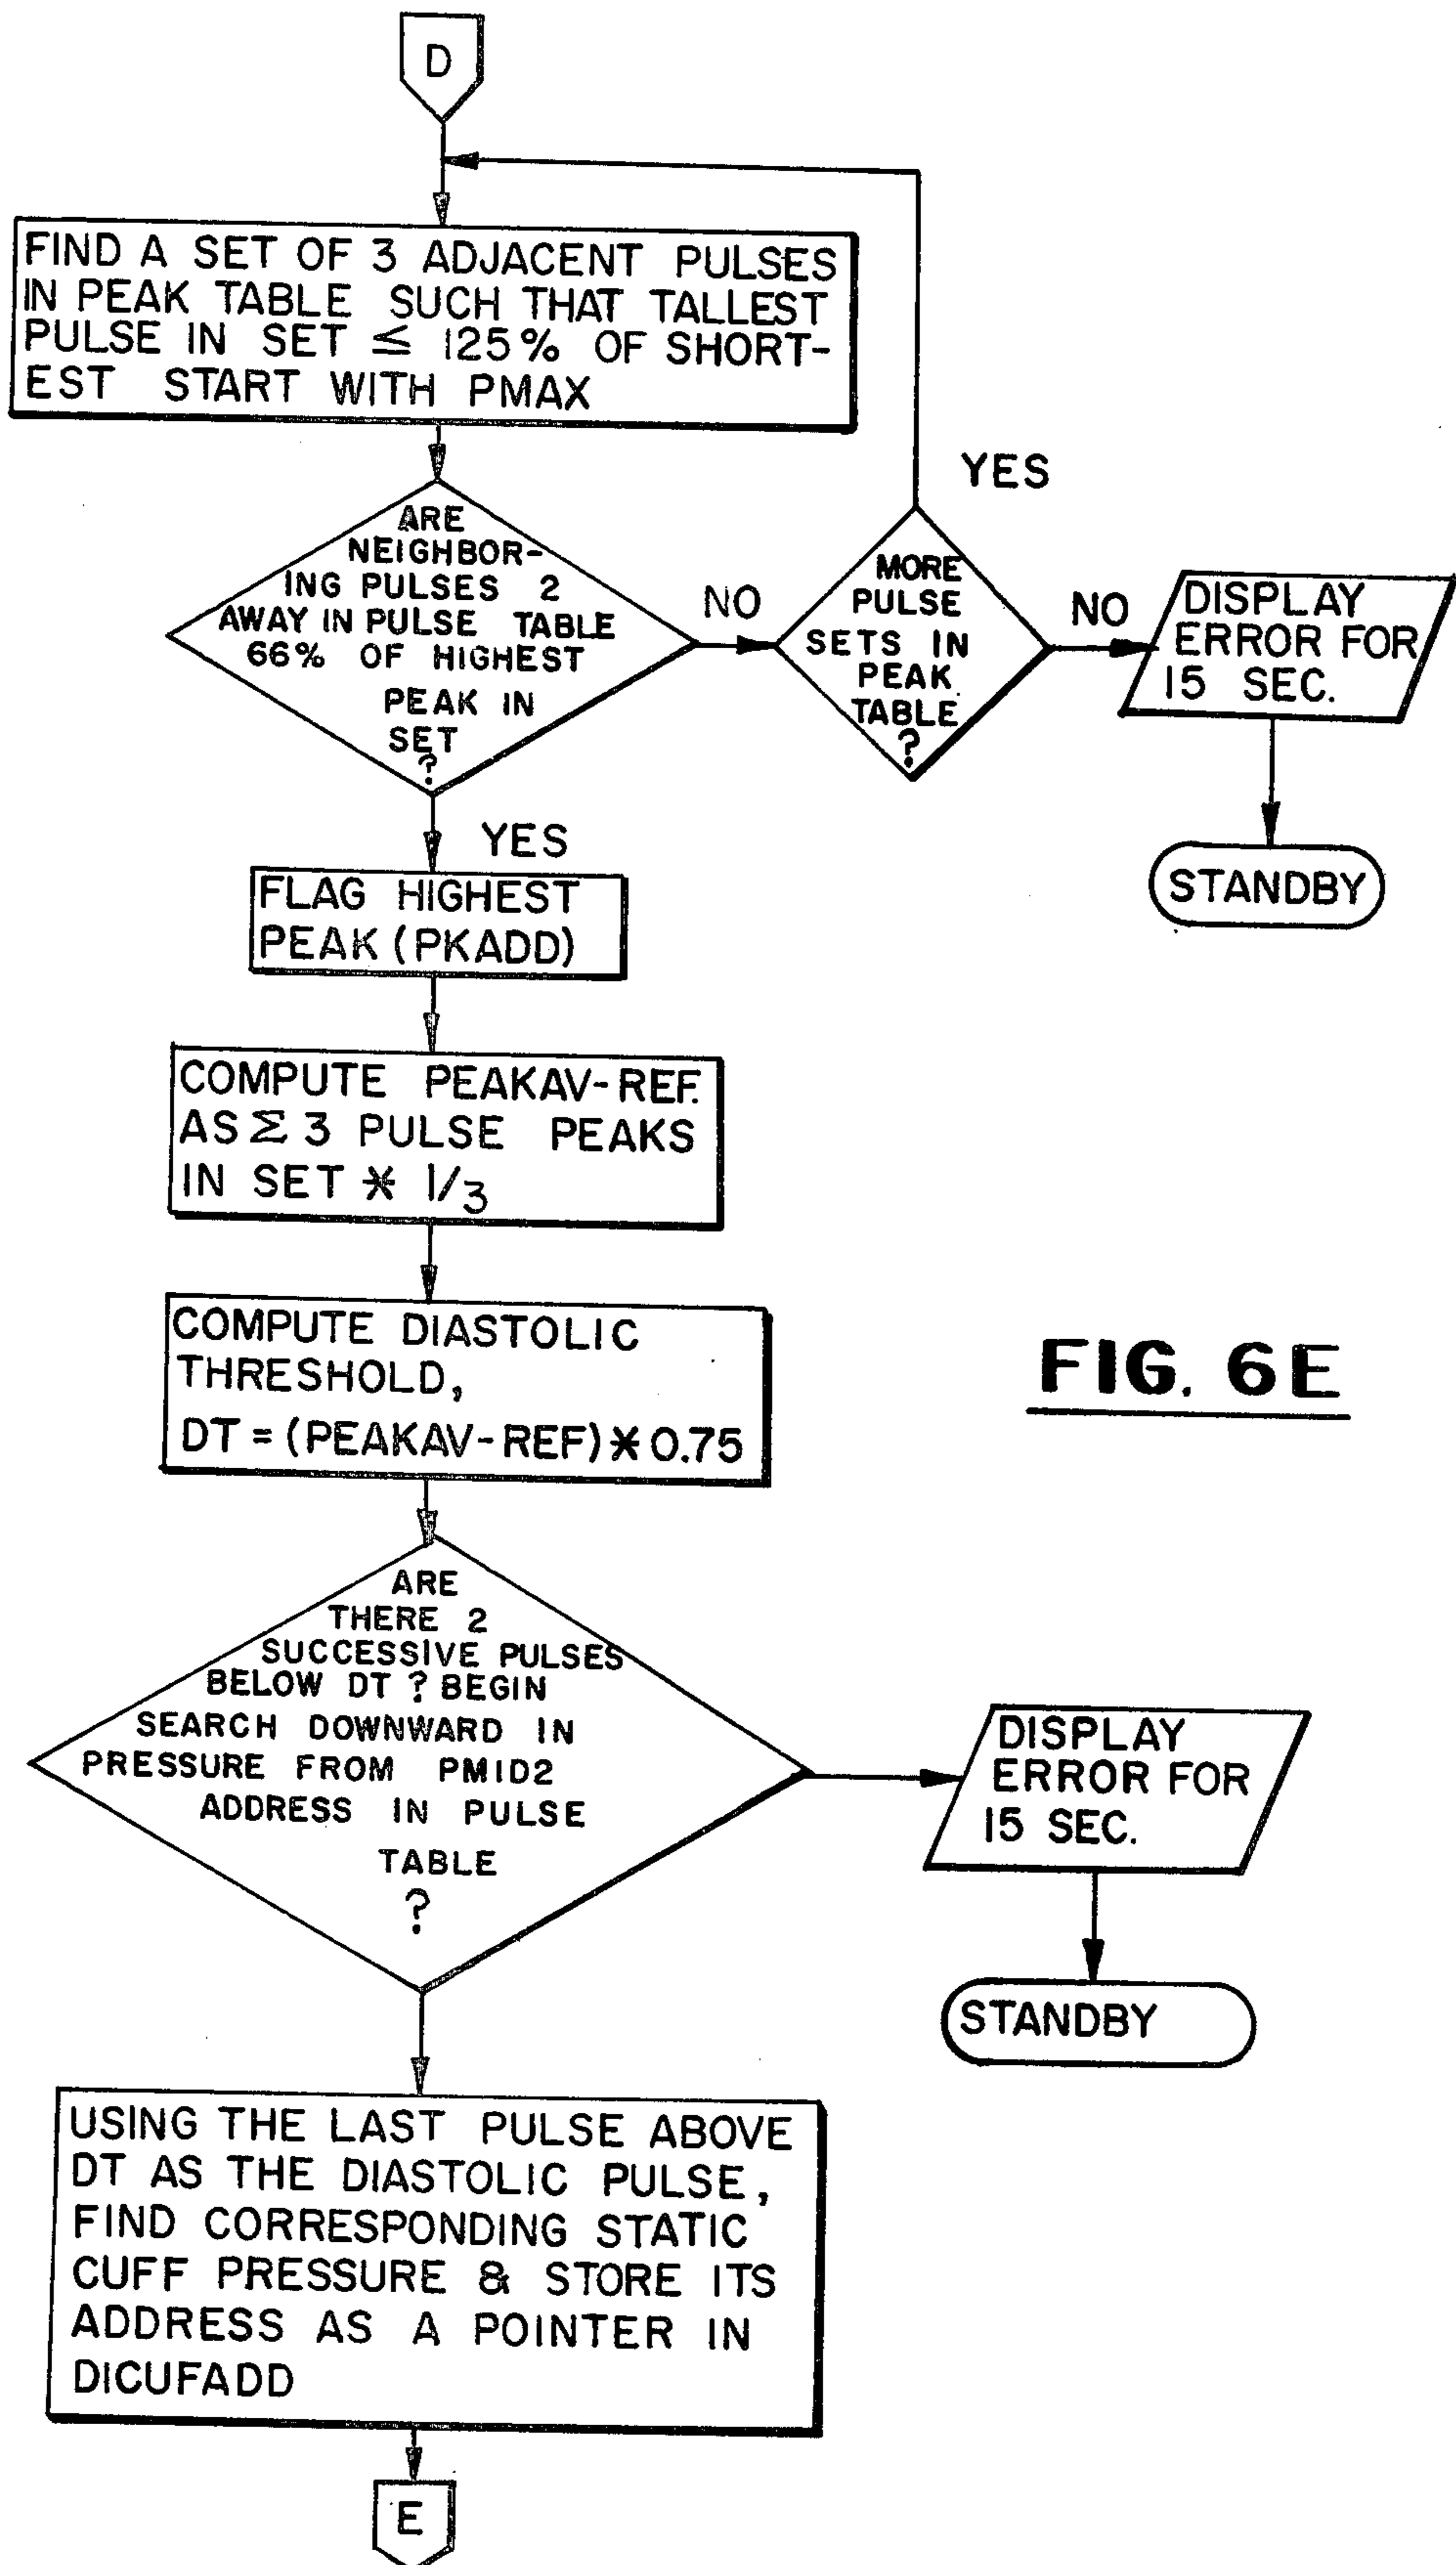 D
FIND A SET OF 3 ADJACENT PULSES
IN PEAK TABLE SUCH THAT TALLEST
PULSE IN SET ≤ 125% OF SHORT-
EST START WITH PMAX
YES
ARE
NEIGHBOR-
ING PULSES 2
AWAY IN PULSE TABLE
66% OF HIGHEST
PEAK IN
SET
?
NO
MORE
PULSE
SETS IN
PEAK
TABLE
?
NO
DISPLAY
ERROR FOR
15 SEC.
STANDBY
YES
FLAG HIGHEST
PEAK (PKADD)
COMPUTE PEAKAV-REF.
AS Σ 3 PULSE PEAKS
IN SET * 1/3
COMPUTE DIASTOLIC
THRESHOLD,
DT = (PEAKAV-REF) * 0.75
FIG. 6E
ARE
THERE 2
SUCCESSIVE PULSES
BELOW DT ? BEGIN
SEARCH DOWNWARD IN
PRESSURE FROM PMID2
ADDRESS IN PULSE
TABLE
?
DISPLAY
ERROR FOR
15 SEC.
STANDBY
USING THE LAST PULSE ABOVE
DT AS THE DIASTOLIC PULSE,
FIND CORRESPONDING STATIC
CUFF PRESSURE & STORE ITS
ADDRESS AS A POINTER IN
DICUFADD
E